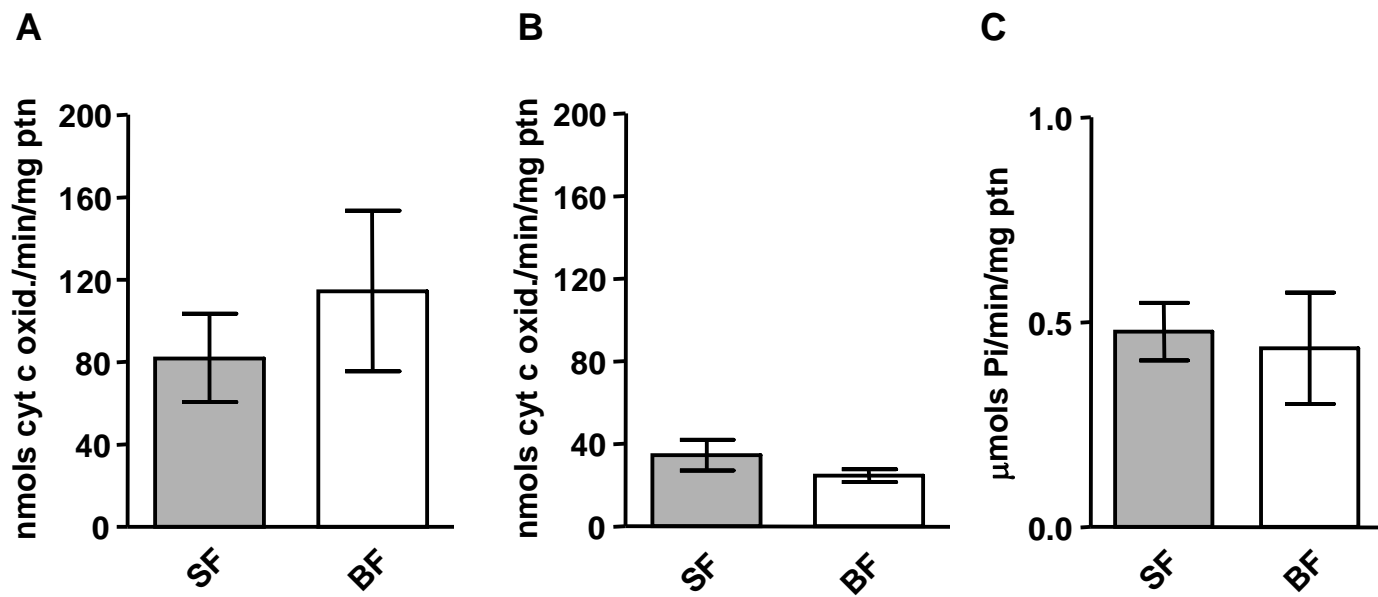 A
B
C
nmols cyt c oxid./min/mg ptn
200
160
120
80
40
0
SF
BF
nmols cyt c oxid./min/mg ptn
200
160
120
80
40
0
SF
BF
µmols Pi/min/mg ptn
1.0
0.5
0.0
SF
BF